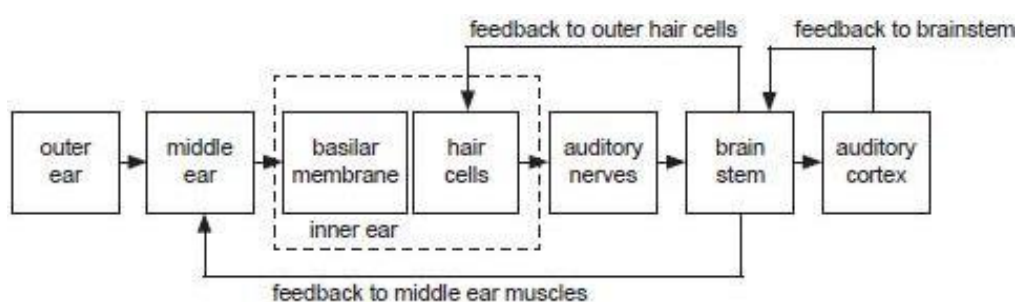 feedback to outer hair cells
feedback to brainstem
outer
ear
middle
ear
basilar
membrane
hair
cells
auditory
nerves
brain
stem
auditory
cortex
inner ear
feedback to middle ear muscles